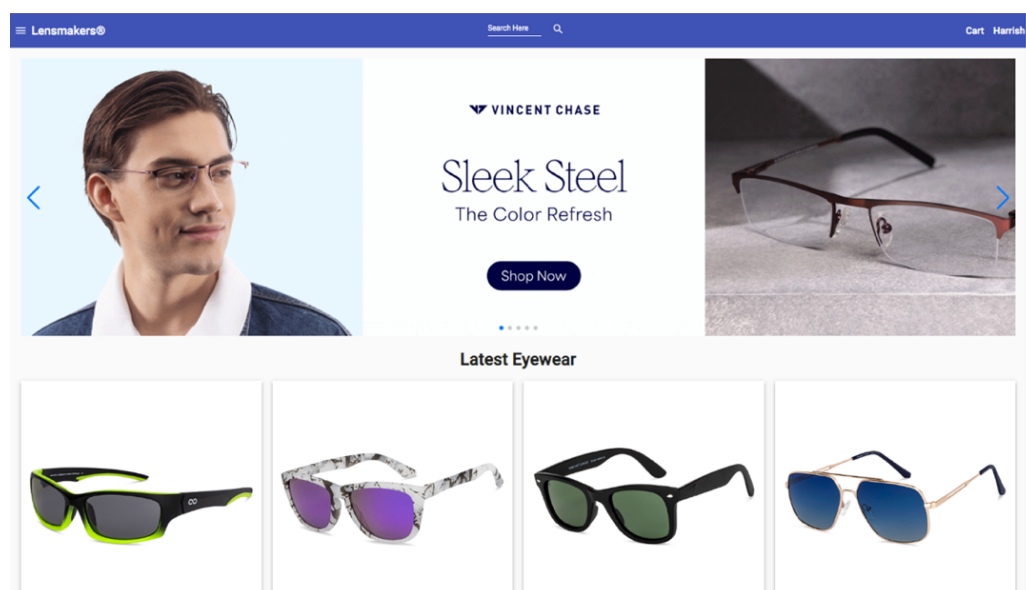 Lensmakers®
Search Here
Cart Harrish
VINCENT CHASE
Sleek Steel
The Color Refresh
Shop Now
Latest Eyewear